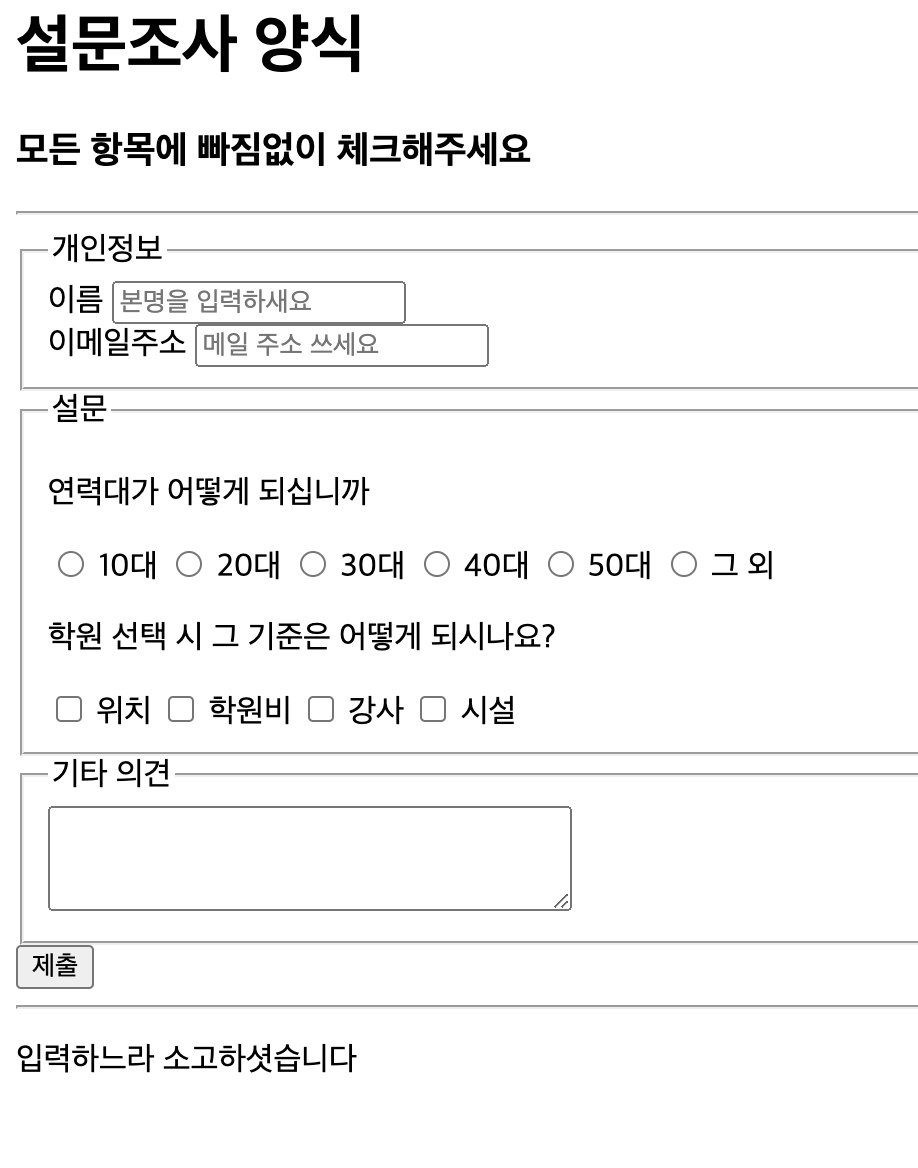 설문조사 양식
모든 항목에 빠짐없이 체크해주세요
개인정보
이름 본명을 입력하새요
이메일주소 메일 주소 쓰세요
설문
연력대가 어떻게 되십니까
10대 20대 30대 40대 50대 그 외
학원 선택 시 그 기준은 어떻게 되시나요?
위치 학원비 강사 시설
기타 의견
제출
입력하느라 소고하셧습니다